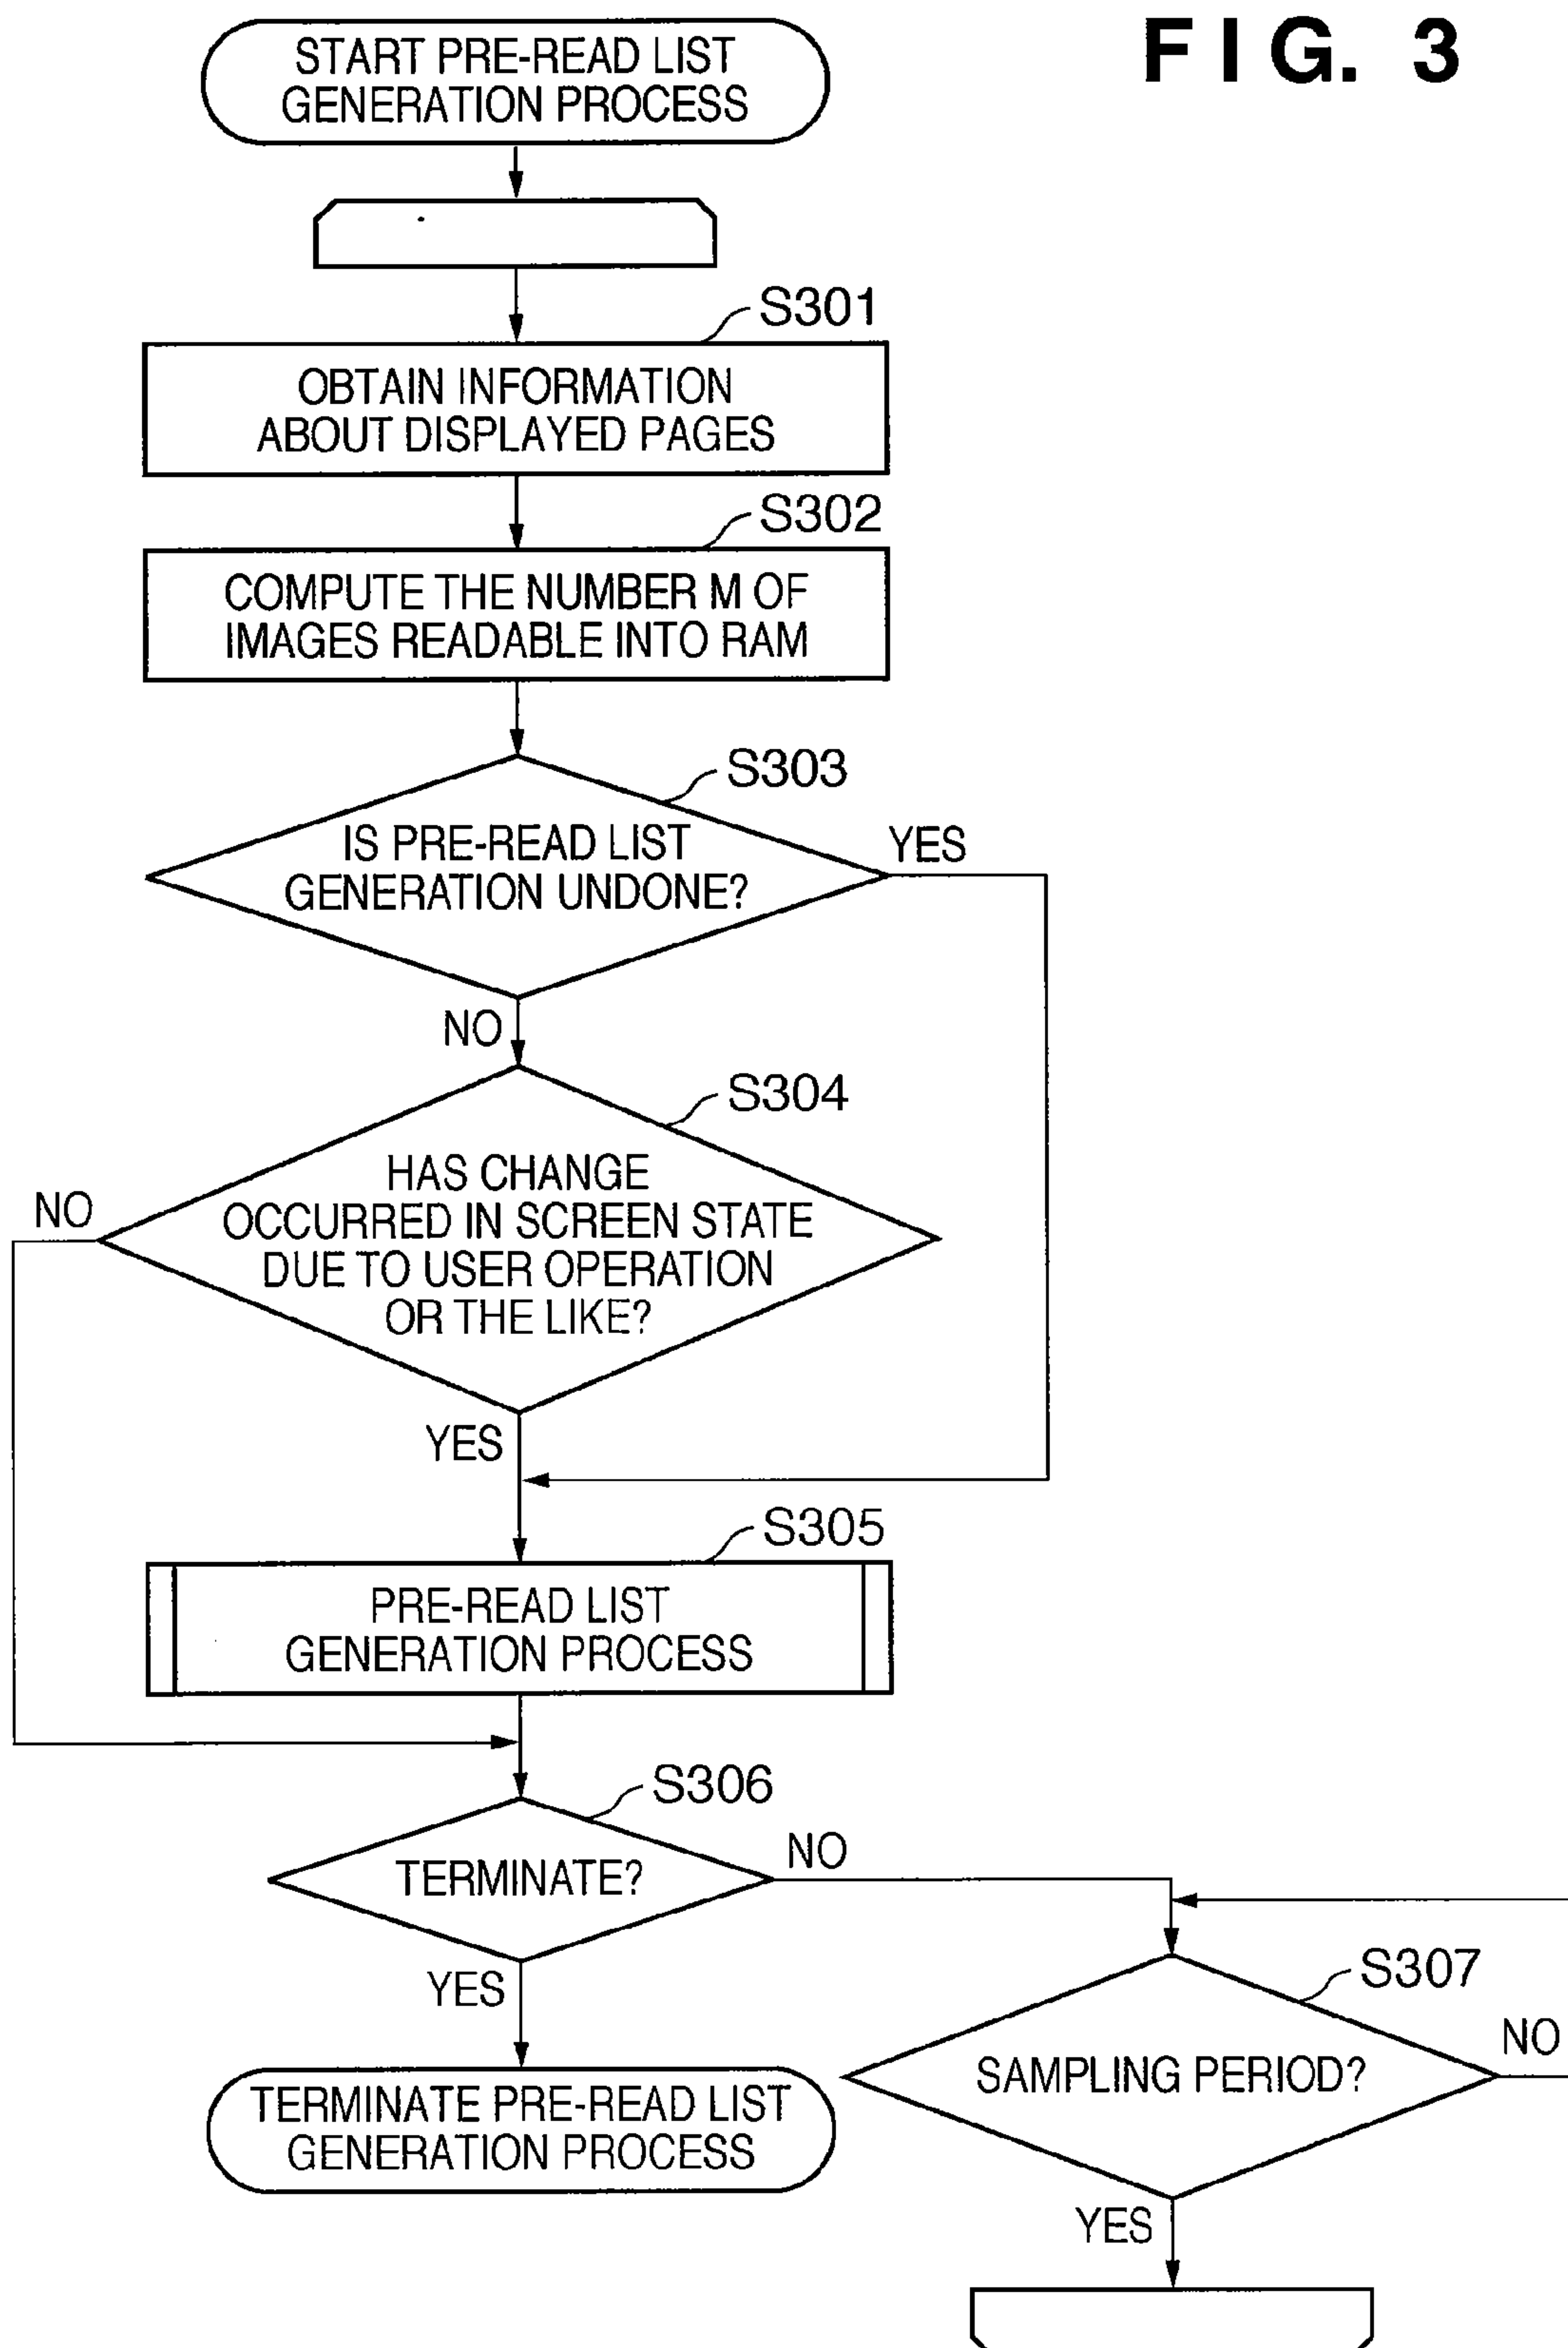 FIG. 3
START PRE-READ LIST
GENERATION PROCESS
S301
OBTAIN INFORMATION
ABOUT DISPLAYED PAGES
S302
COMPUTE THE NUMBER M OF
IMAGES READABLE INTO RAM
S303
IS PRE-READ LIST
GENERATION UNDONE?
YES
NO
S304
HAS CHANGE
OCCURRED IN SCREEN STATE
DUE TO USER OPERATION
OR THE LIKE?
NO
YES
S305
PRE-READ LIST
GENERATION PROCESS
S306
TERMINATE?
NO
YES
S307
SAMPLING PERIOD?
NO
YES
TERMINATE PRE-READ LIST
GENERATION PROCESS